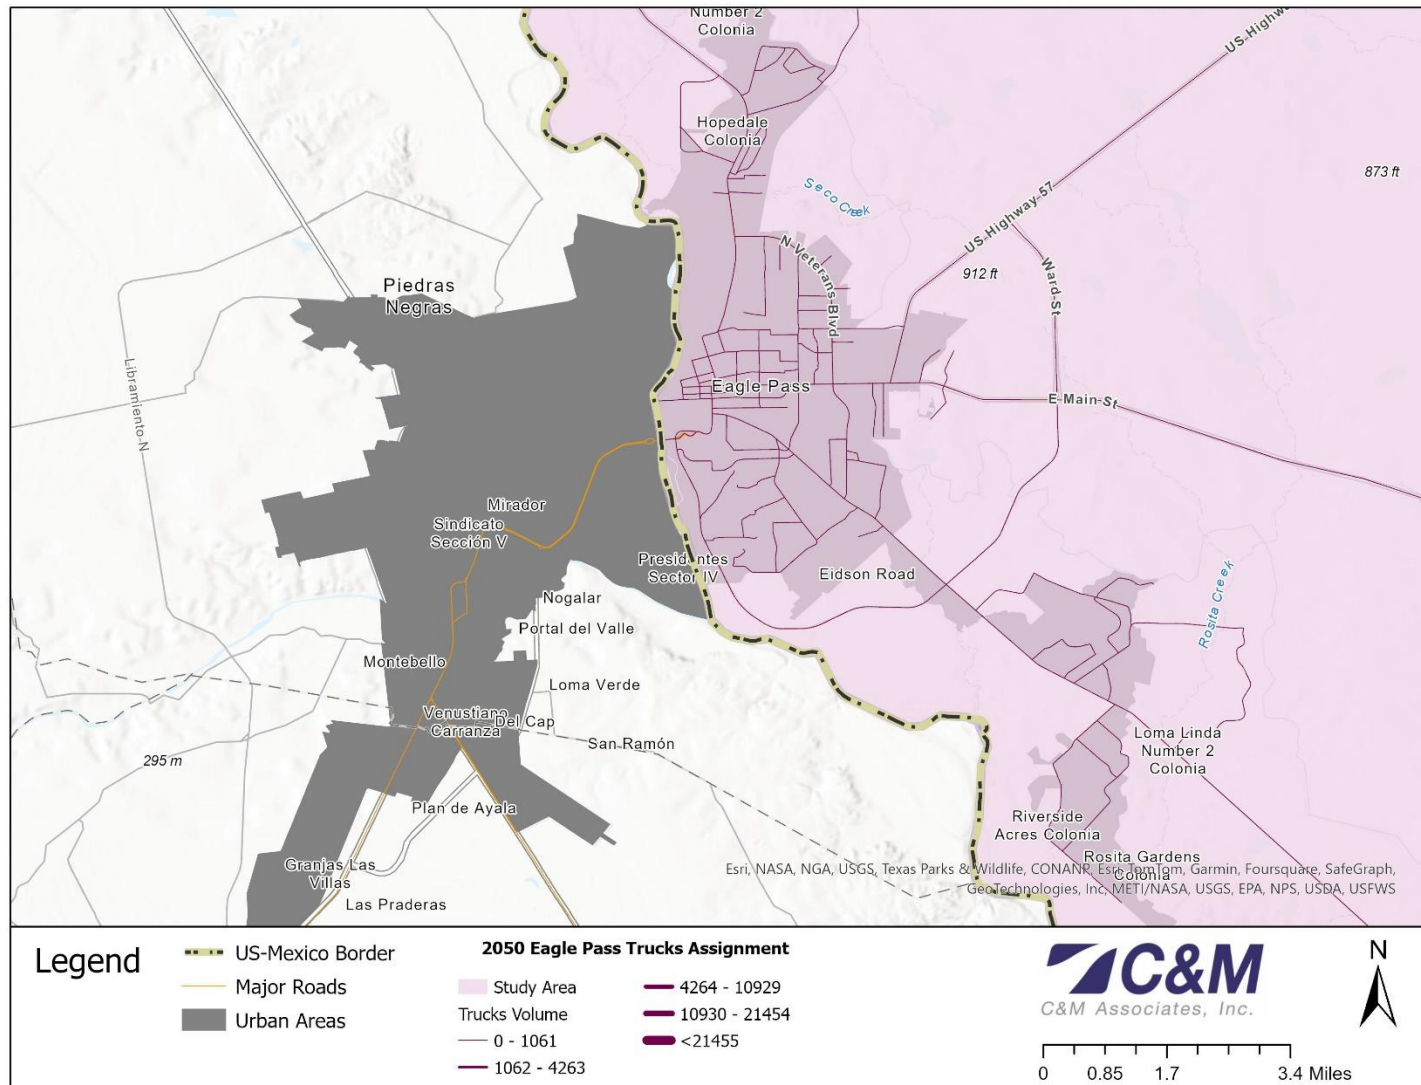 Number 2
Colonia
US Highw
Hopedale
Colonia
873 ft
Seco Creek
US-Highway-57
N-Veterans-Blvd
912 ft
Ward-St
Piedras
Negras
Libramiento-N
Eagle Pass
E-Main-St
Mirador
Sindicato
Sección V
Presidentes
Sector IV
Eidson Road
Rosita Creek
Nogalar
Portal del Valle
Montebello
Loma Verde
Venustiano
Carranza
Del Cap
San Ramón
Loma Linda
Number 2
Colonia
295 m
Plan de Ayala
Riverside
Acres Colonia
Granjas Las
Villas
Rosita Gardens
Colonia
Las Praderas
Esri, NASA, NGA, USGS, Texas Parks & Wildlife, CONANP, Esri, TomTom, Garmin, Foursquare, SafeGraph,
GeoTechnologies, Inc, METI/NASA, USGS, EPA, NPS, USDA, USFWS
Legend
US-Mexico Border
Major Roads
Urban Areas
2050 Eagle Pass Trucks Assignment
Study Area
Trucks Volume
0 - 1061
1062 - 4263
4264 - 10929
10930 - 21454
<21455
C&M
C&M Associates, Inc.
N
0 0.85 1.7 3.4 Miles